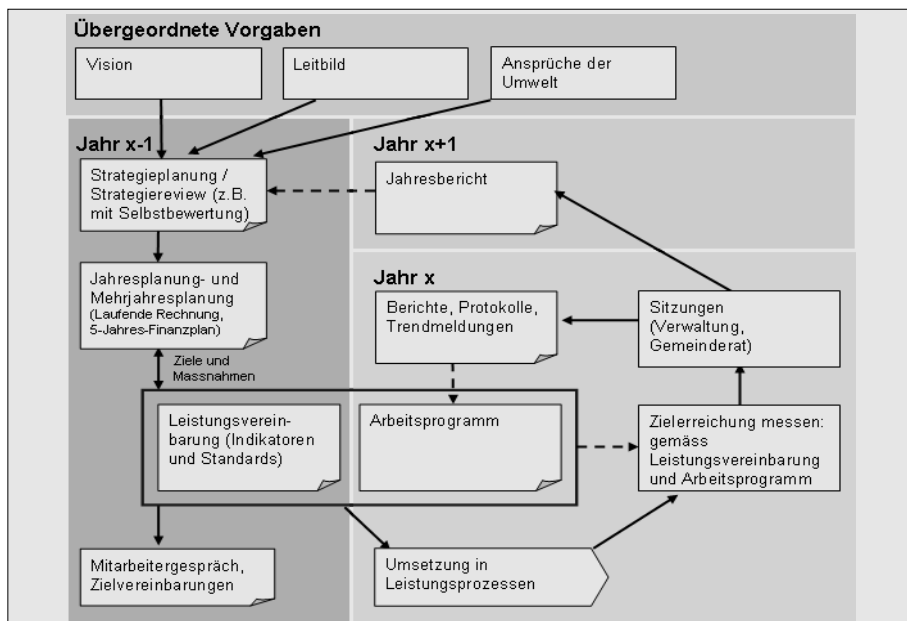 Übergeordnete Vorgaben
Vision
Leitbild
Ansprüche der
Umwelt
Jahr x-1
Strategieplanung /
Strategiereview (z.B.
mit Selbstbewertung)
Jahresplanung- und
Mehrjahresplanung
(Laufende Rechnung,
5-Jahres-Finanzplan)
Ziele und
Massnahmen
Leistungsverein-
barung (Indikatoren
und Standards)
Mitarbeitergespräch,
Zielvereinbarungen
Jahr x+1
Jahresbericht
Jahr x
Berichte, Protokolle,
Trendmeldungen
Arbeitsprogramm
Umsetzung in
Leistungsprozessen
Sitzungen
(Verwaltung,
Gemeinderat)
Zielerreichung messen:
gemäss
Leistungsvereinbarung
und Arbeitsprogramm